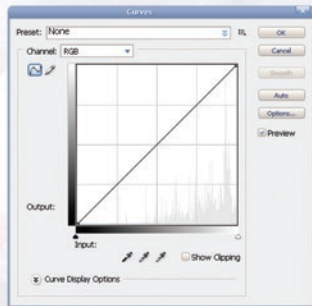 Curves
Preset: None
OK
Channel: RGB
Cancel
Smooth
Auto
Options...
Preview
Output:
Input:
Show Clipping
Curve Display Options